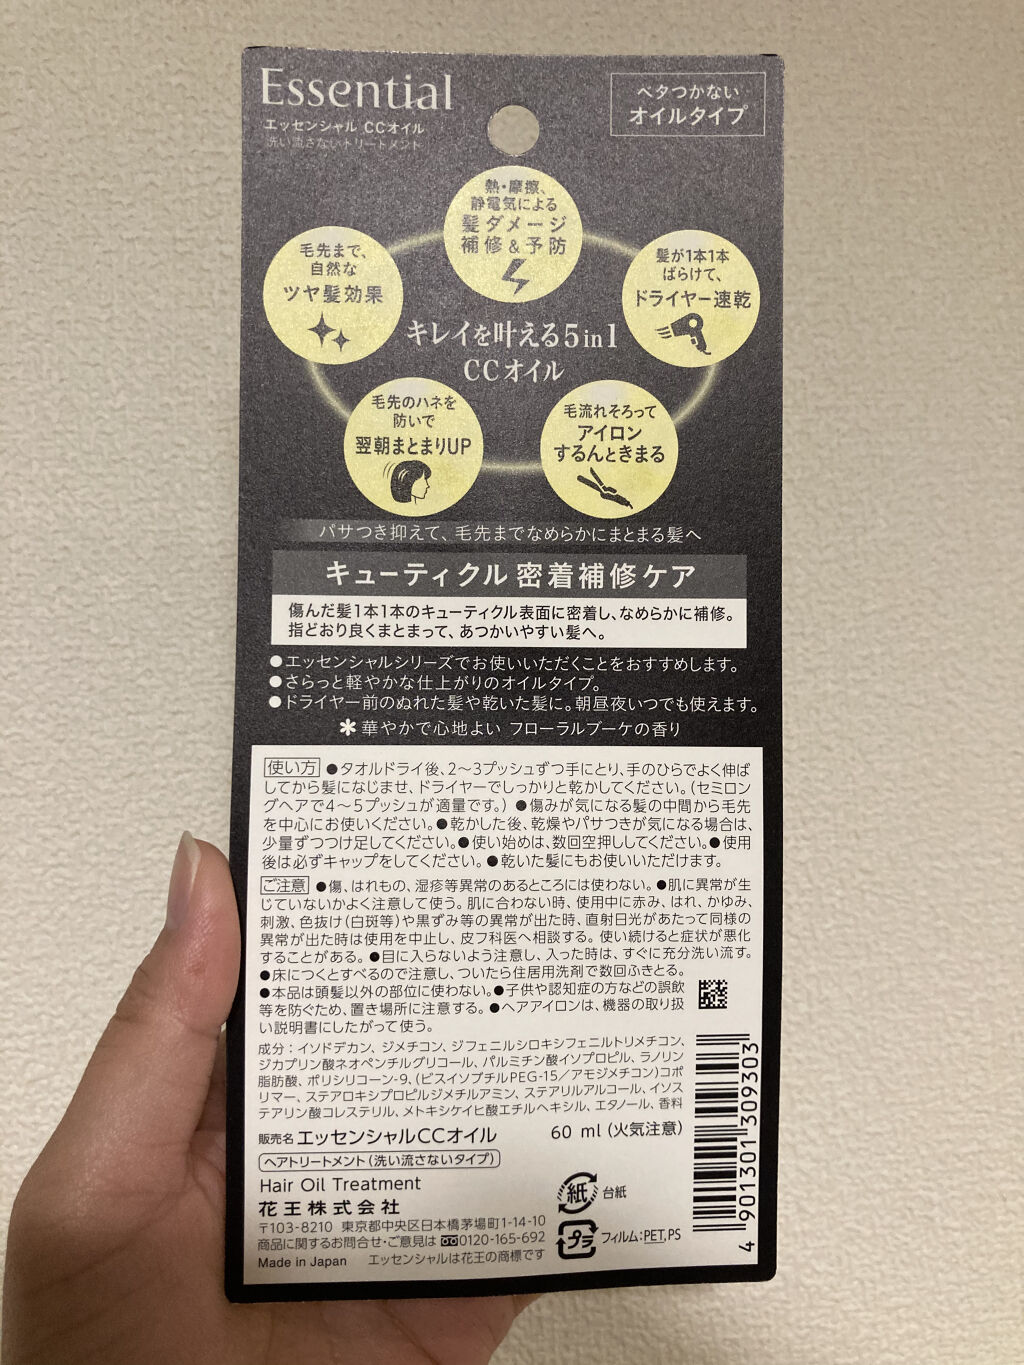 Essential
エッセンシャル CCオイル
洗い流さないトリートメント
ベタつかない
オイルタイプ
熱・摩擦、
静電気による
髪ダメージ
補修&予防
毛先まで、
自然な
ツヤ髪効果
髪が1本1本
ばらけて、
ドライヤー速乾
キレイを叶える5in1
CCオイル
毛先のハネを
防いで
翌朝まとまりUP
毛流れそろって
アイロン
するんときまる
パサつき抑えて、毛先までなめらかにまとまる髪へ
キューティクル 密着補修ケア
傷んだ髪1本1本のキューティクル表面に密着し、なめらかに補修。
指どおり良くまとまって、あつかいやすい髪へ。
●エッセンシャルシリーズでお使いいただくことをおすすめします。
●さらっと軽やかな仕上がりのオイルタイプ。
●ドライヤー前のぬれた髪や乾いた髪に。朝昼夜いつでも使えます。
✻華やかで心地よい フローラルブーケの香り
使い方 ●タオルドライ後、2～3プッシュずつ手にとり、手のひらでよく伸ば
してから髪になじませ、ドライヤーでしっかりと乾かしてください。(セミロン
グヘアで4～5プッシュが適量です。) ●傷みが気になる髪の中間から毛先
を中心にお使いください。●乾かした後、乾燥やパサつきが気になる場合は、
少量ずつつけ足してください。●使い始めは、数回空押ししてください。●使用
後は必ずキャップをしてください。●乾いた髪にもお使いいただけます。
ご注意 ●傷、はれもの、湿疹等異常のあるところには使わない。●肌に異常が生
じていないかよく注意して使う。肌に合わない時、使用中に赤み、はれ、かゆみ、
刺激、色抜け(白斑等)や黒ずみ等の異常が出た時、直射日光があたって同様の
異常が出た時は使用を中止し、皮フ科医へ相談する。使い続けると症状が悪化
することがある。●目に入らないよう注意し、入った時は、すぐに充分洗い流す。
●床につくとすべるので注意し、ついたら住居用洗剤で数回ふきとる。
●本品は頭髪以外の部位に使わない。●子供や認知症の方などの誤飲
等を防ぐため、置き場所に注意する。●ヘアアイロンは、機器の取り扱
い説明書にしたがって使う。
成分：イソドデカン、ジメチコン、ジフェニルシロキシフェニルトリメチコン、
ジカプリン酸ネオペンチルグリコール、パルミチン酸イソプロピル、ラノリン
脂肪酸、ポリシリコーン-9、(ビスイソブチルPEG-15／アモジメチコン)コポ
リマー、ステアロキシプロピルジメチルアミン、ステアリルアルコール、イソス
テアリン酸コレステリル、メトキシケイヒ酸エチルヘキシル、エタノール、香料
販売名 エッセンシャルCCオイル 60 ml (火気注意)
ヘアトリートメント(洗い流さないタイプ)
Hair Oil Treatment
花王株式会社
〒103-8210 東京都中央区日本橋茅場町1-14-10
商品に関するお問合せ・ご意見は 0120-165-692
Made in Japan エッセンシャルは花王の商標です
紙 台紙
プラ フィルム:PET,PS
4 901301 309303